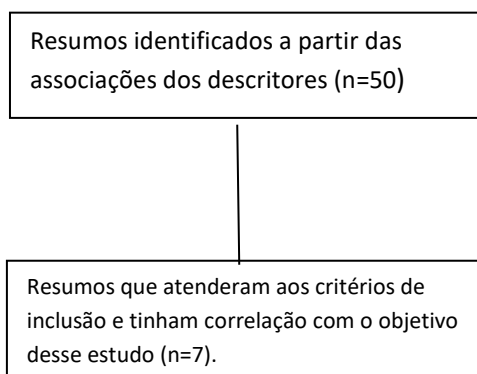 Resumos identificados a partir das
associações dos descritores (n=50)
Resumos que atenderam aos critérios de
inclusão e tinham correlação com o objetivo
desse estudo (n=7).